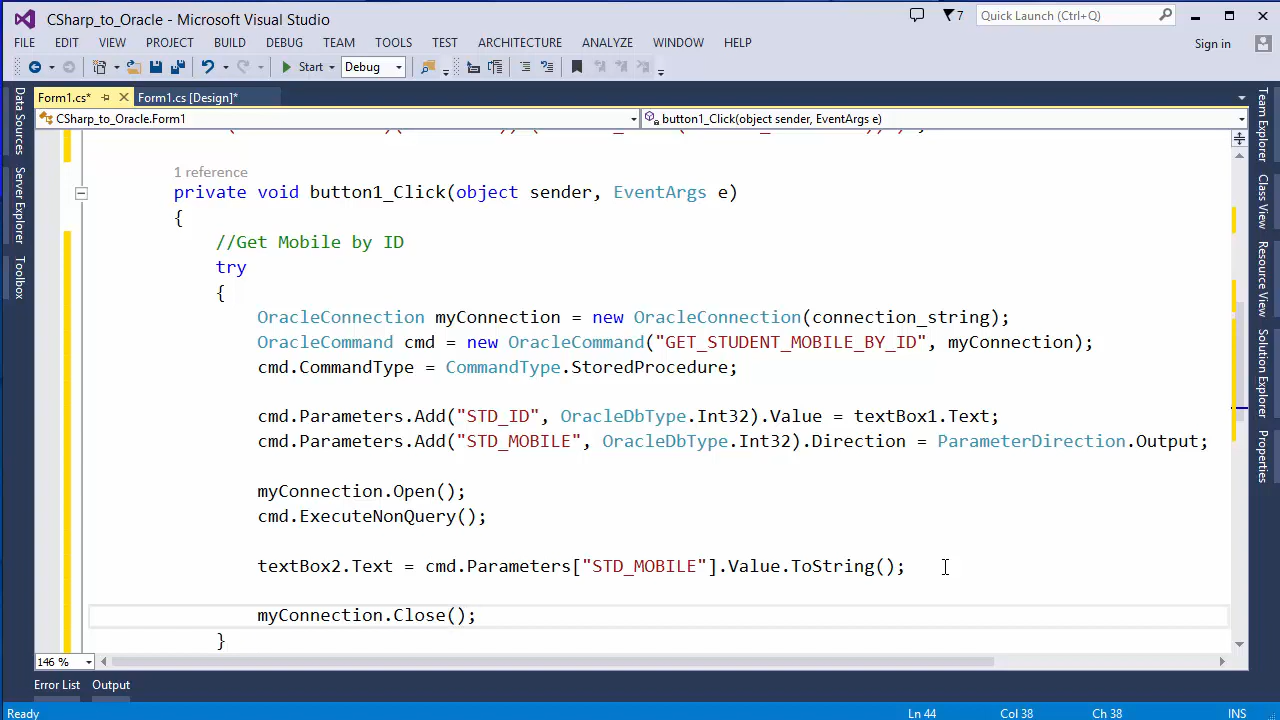 CSharp_to_Oracle - Microsoft Visual Studio
7
Quick Launch (Ctrl+Q)
FILE EDIT VIEW PROJECT BUILD DEBUG TEAM TOOLS TEST ARCHITECTURE ANALYZE WINDOW HELP
Sign in
Start
Debug
Form1.cs*
Form1.cs [Design]*
CSharp_to_Oracle.Form1
button1_Click(object sender, EventArgs e)
Data Sources
Server Explorer
Toolbox
1 reference
private void button1_Click(object sender, EventArgs e)
{
//Get Mobile by ID
try
{
OracleConnection myConnection = new OracleConnection(connection_string);
OracleCommand cmd = new OracleCommand("GET_STUDENT_MOBILE_BY_ID", myConnection);
cmd.CommandType = CommandType.StoredProcedure;
cmd.Parameters.Add("STD_ID", OracleDbType.Int32).Value = textBox1.Text;
cmd.Parameters.Add("STD_MOBILE", OracleDbType.Int32).Direction = ParameterDirection.Output;
myConnection.Open();
cmd.ExecuteNonQuery();
textBox2.Text = cmd.Parameters["STD_MOBILE"].Value.ToString();
myConnection.Close();
}
Team Explorer
Class View
Resource View
Solution Explorer
Properties
146 %
Error List
Output
Ready
Ln 44
Col 38
Ch 38
INS